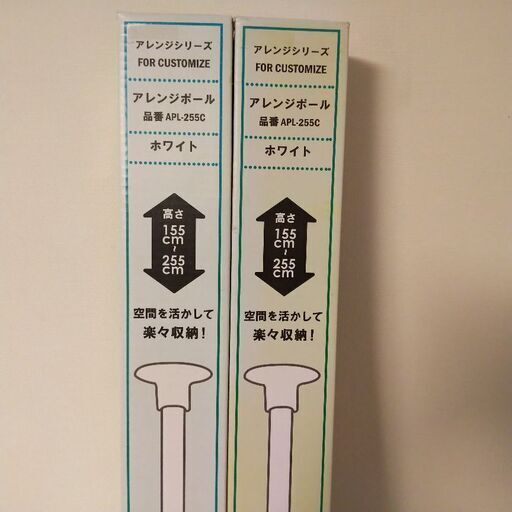 アレンジシリーズ
FOR CUSTOMIZE
アレンジポール
品番 APL-255C
ホワイト
高さ
155
cm
~
255
cm
空間を活かして
楽々収納!
アレンジシリーズ
FOR CUSTOMIZE
アレンジポール
品番 APL-255C
ホワイト
高さ
155
cm
~
255
cm
空間を活かして
楽々収納!